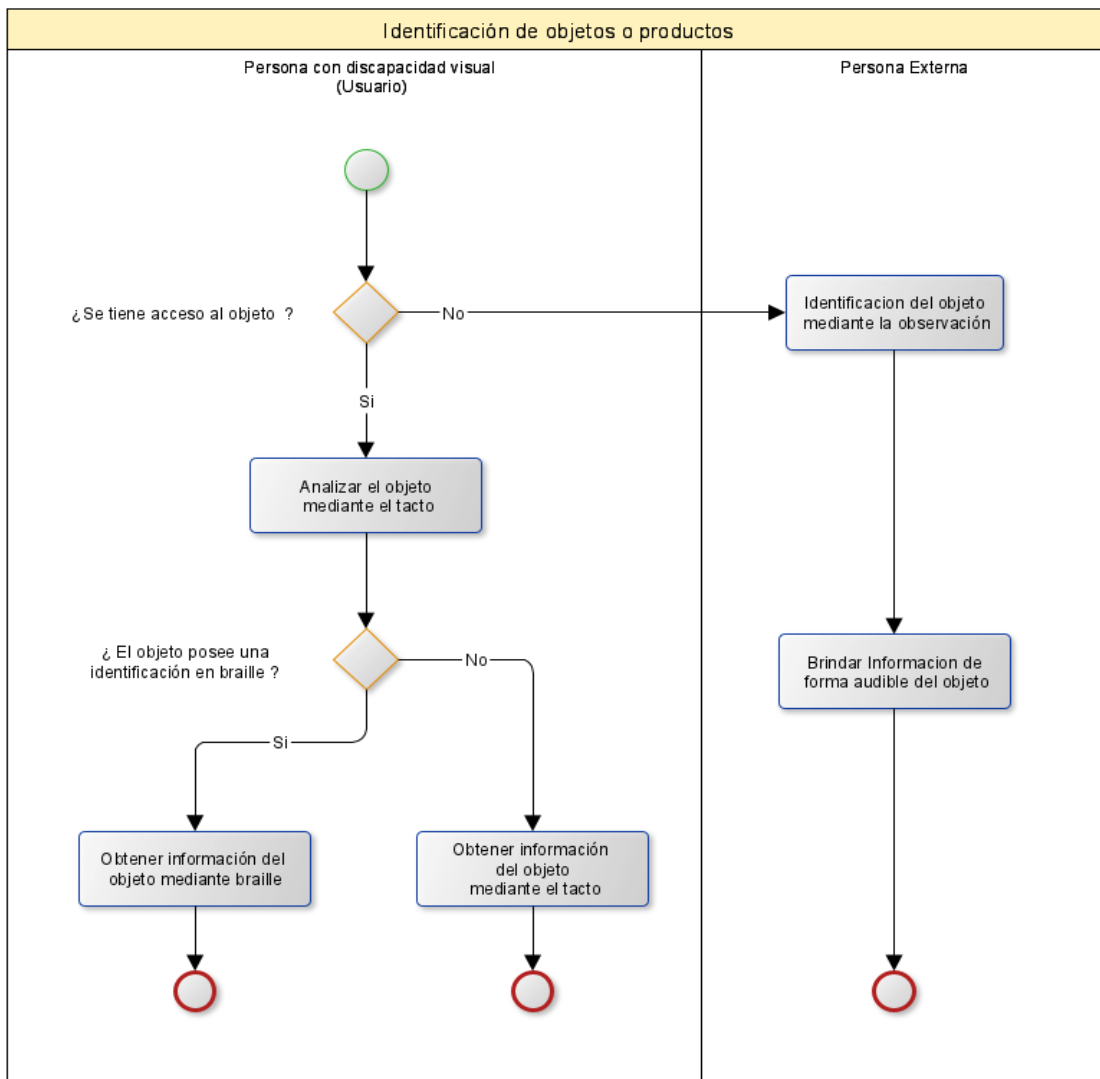 Identificación de objetos o productos
Persona con discapacidad visual
(Usuario)
Persona Externa
¿Se tiene acceso al objeto ?
No
Identificacion del objeto
mediante la observación
Si
Analizar el objeto
mediante el tacto
¿ El objeto posee una
identificación en braille ?
No
Brindar Informacion de
forma audible del objeto
Si
Obtener información del
objeto mediante braille
Obtener información
del objeto
mediante el tacto